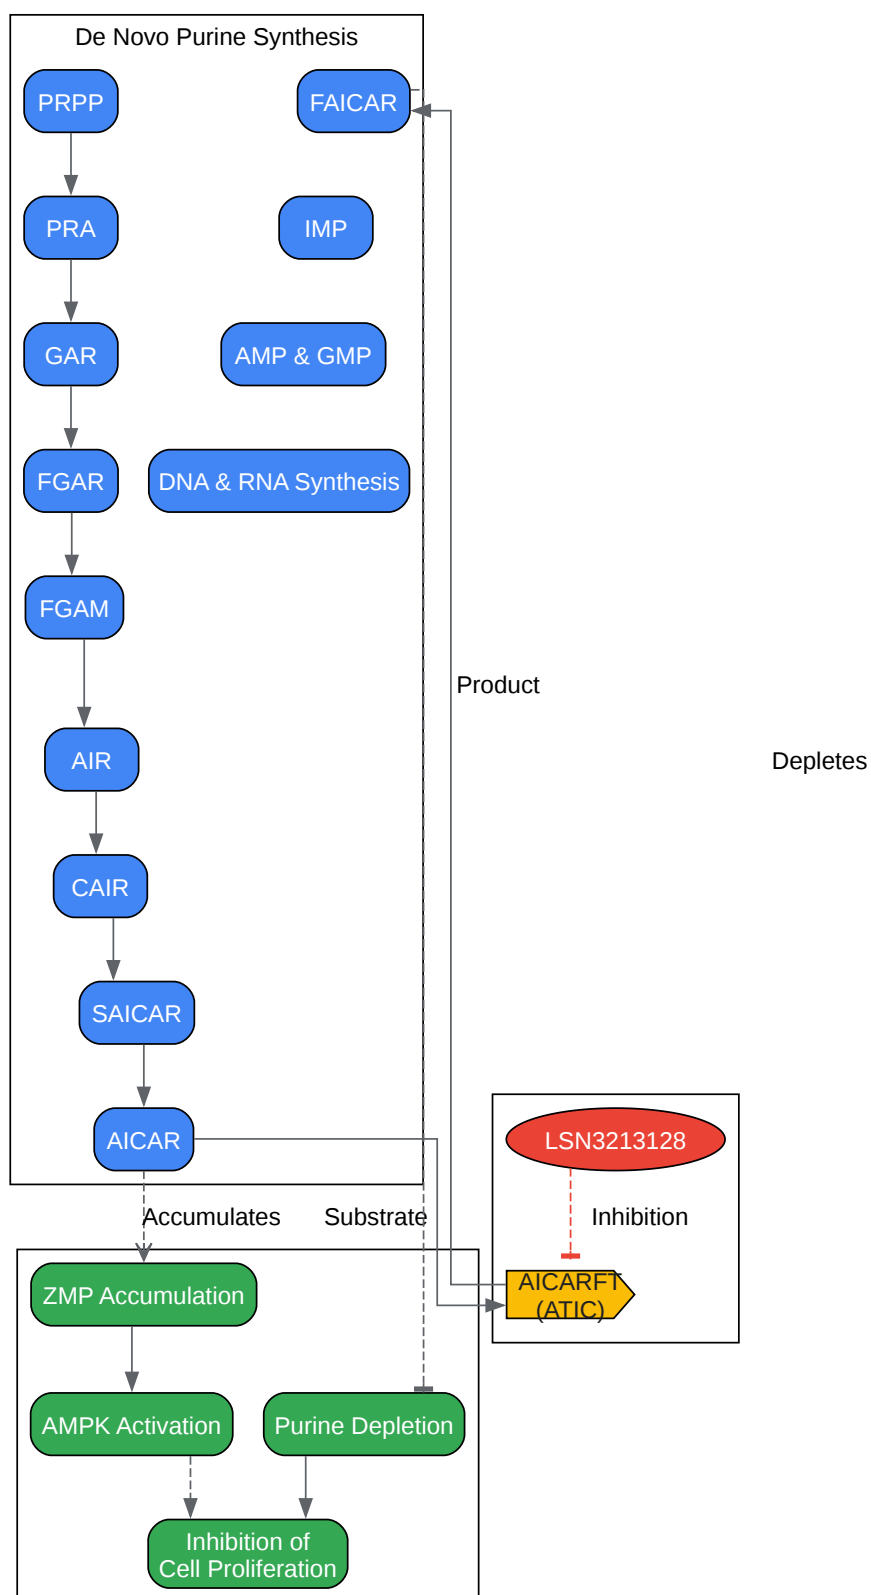 De Novo Purine Synthesis
PRPP
FAICAR
PRA
IMP
GAR
AMP & GMP
FGAR
DNA & RNA Synthesis
FGAM
Product
AIR
Depletes
CAIR
SAICAR
AICAR
LSN3213128
Accumulates
Substrate
Inhibition
ZMP Accumulation
AICARFT
(ATIC)
AMPK Activation
Purine Depletion
Inhibition of
Cell Proliferation